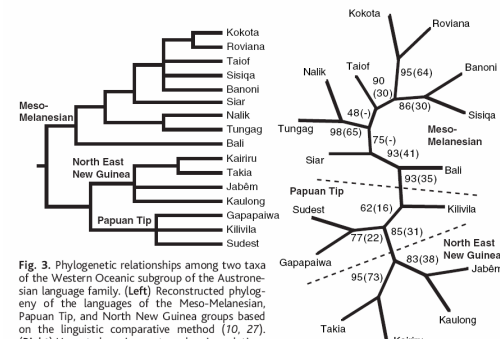 Kokota
Roviana
Taiof
Sisiqa
Banoni
Siar
Nalik
Tungag
Bali
Kairiru
Takia
Jabêm
Kaulong
Gapapaiwa
Kilivila
Sudest
Meso-
Melanesian
North East
New Guinea
Papuan Tip
Fig. 3. Phylogenetic relationships among two taxa
of the Western Oceanic subgroup of the Austrone-
sian language family. (Left) Reconstructed phylog-
eny of the languages of the Meso-Melanesian,
Papuan Tip, and North New Guinea groups based
on the linguistic comparative method (10, 27).
Kokota
Roviana
Taiof
Banoni
Nalik
90
(30)
95(64)
86(30)
48(-)
Sisiqa
Tungag
98(65)
75(-)
Meso-
Melanesian
Siar
93(41)
Bali
93(35)
Papuan Tip
Sudest
62(16)
Kilivila
77(22)
85(31)
North East
New Guinea
Gapapaiwa
83(38)
Jabêm
95(73)
Kaulong
Takia